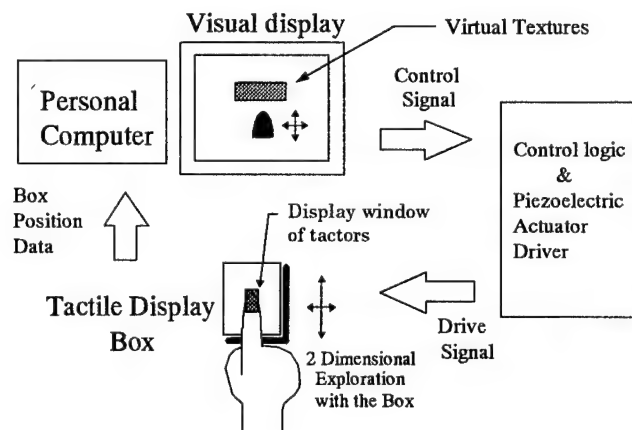 Visual display
Virtual Textures
Personal
Computer
Control
Signal
Control logic
&
Piezoelectric
Actuator
Driver
Box
Position
Data
Display window
of tactors
Tactile Display
Box
Drive
Signal
2 Dimensional
Exploration
with the Box